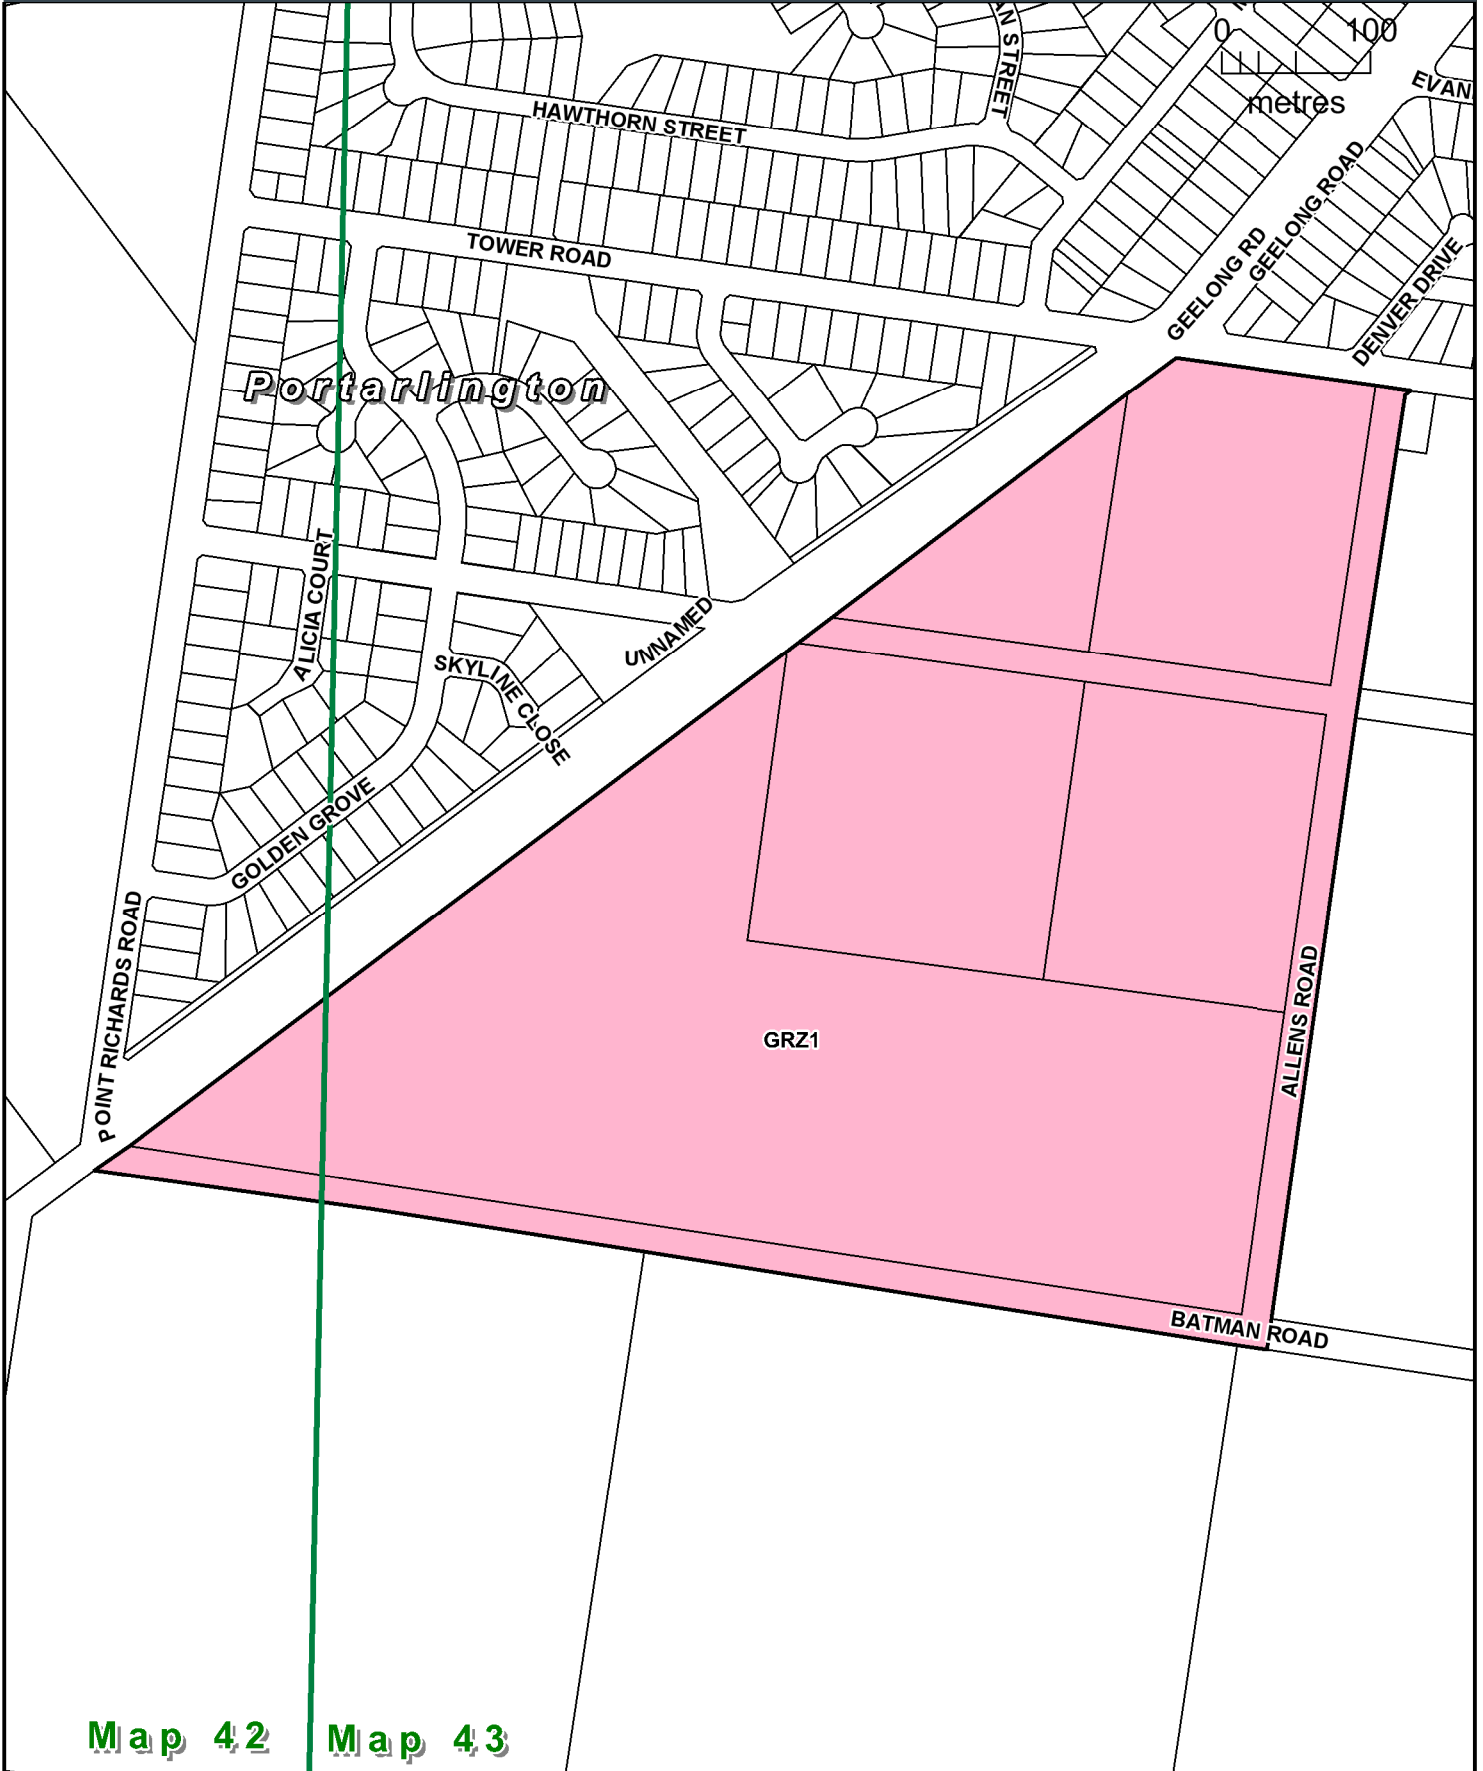 AN STREET
0 100
metres
EVAN
HAWTHORN STREET
GEELONG ROAD
GEELONG RD
DENVER DRIVE
TOWER ROAD
Portarlington
ALICIA COURT
UNNAMED
SKYLINE CLOSE
GOLDEN GROVE
POINT RICHARDS ROAD
GRZ1
ALLENS ROAD
BATMAN ROAD
Map 42 Map 43